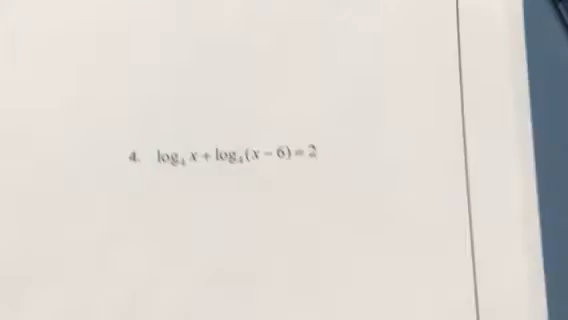 4. log₄ x + log₄(x − 6) = 2